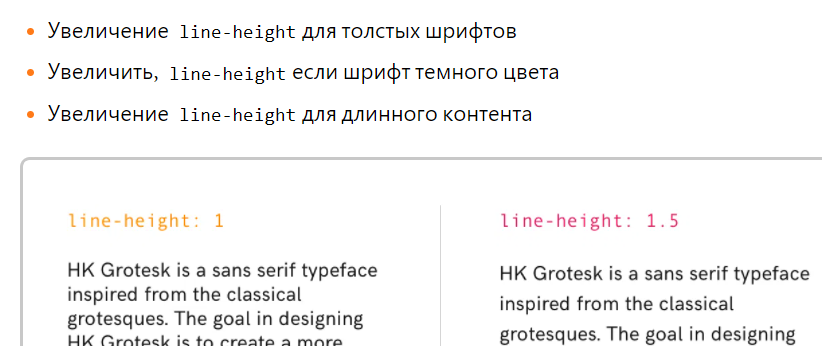 Увеличение line-height для толстых шрифтов
Увеличить, line-height если шрифт темного цвета
Увеличение line-height для длинного контента
line-height: 1
HK Grotesk is a sans serif typeface
inspired from the classical
grotesques. The goal in designing
HK Grotesk is to create a more
line-height: 1.5
HK Grotesk is a sans serif typeface
inspired from the classical
grotesques. The goal in designing